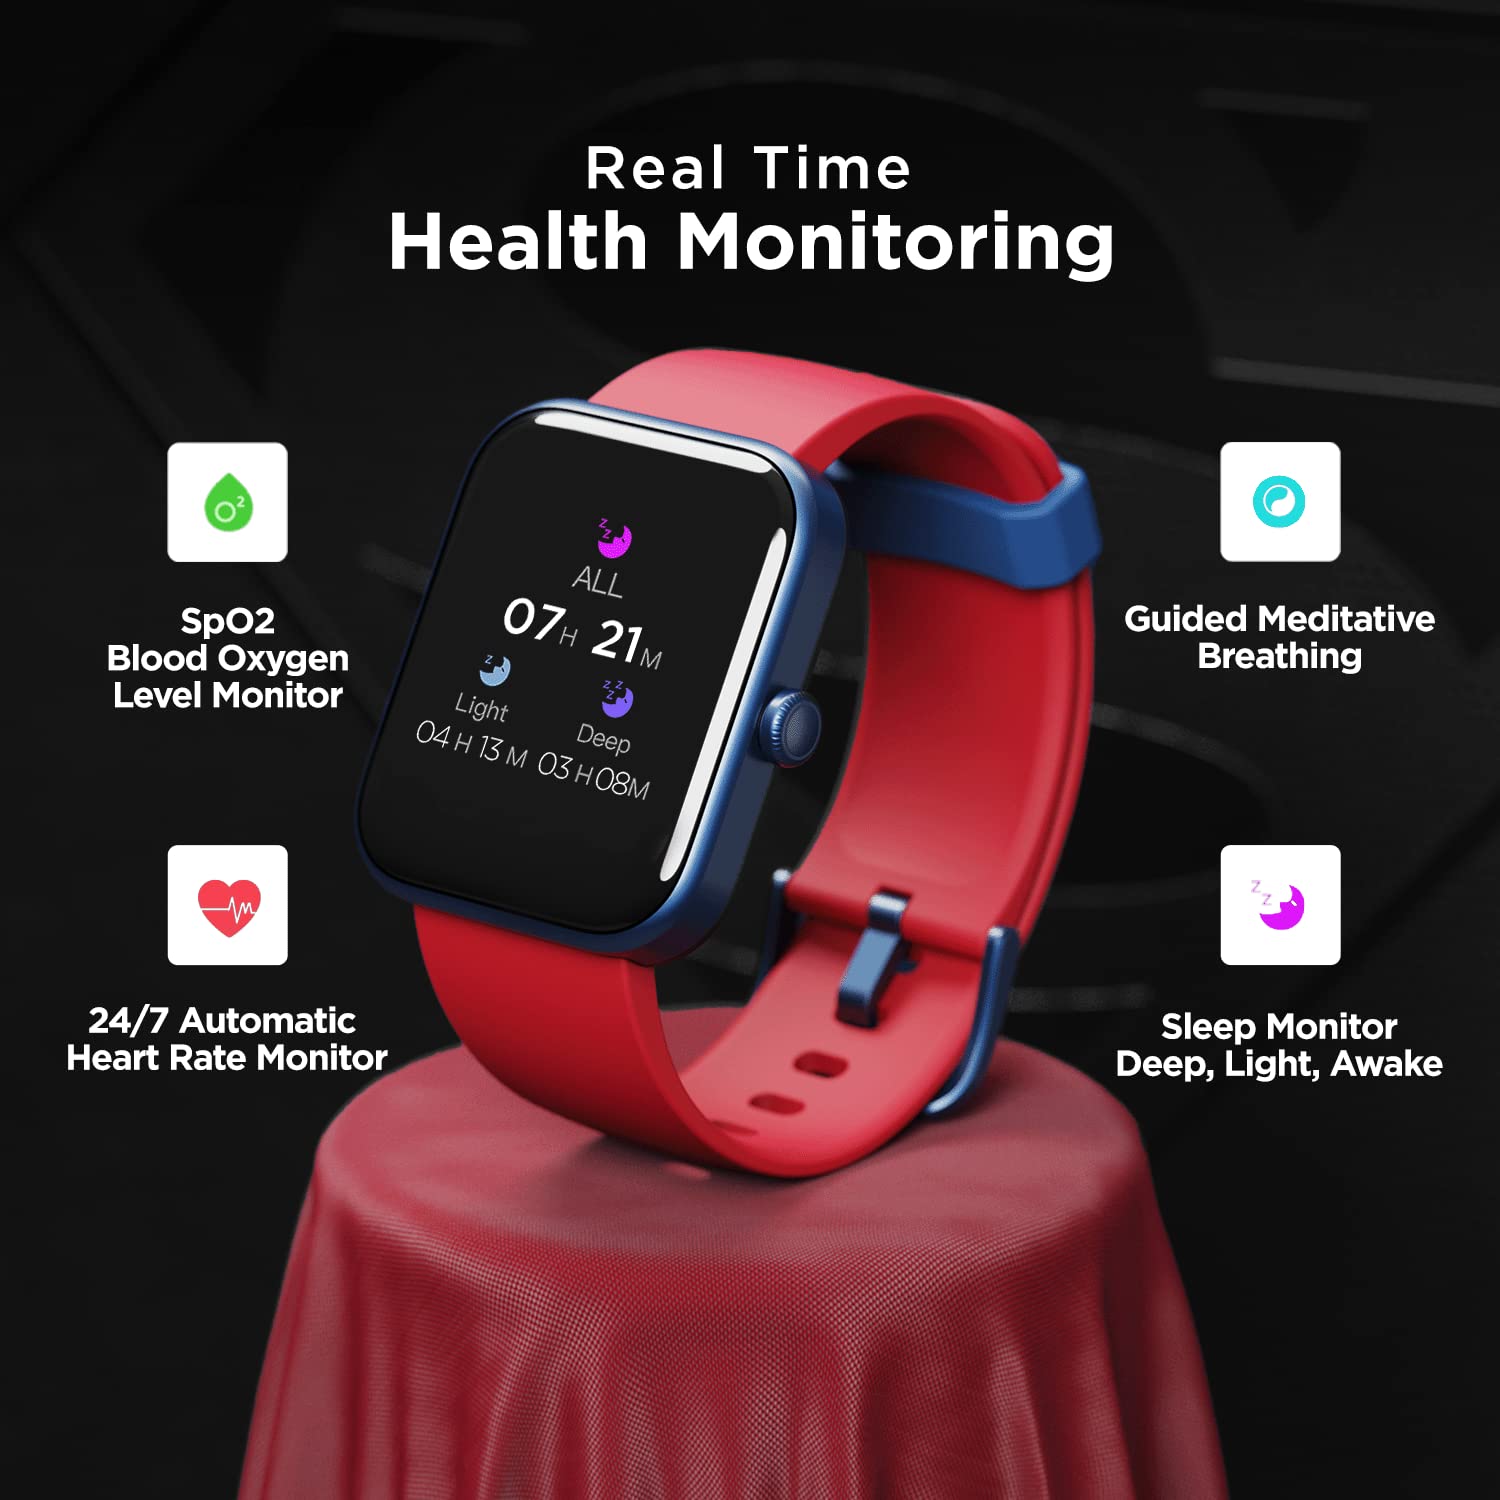 Real Time
Health Monitoring
O²
SpO2
Blood Oxygen
Level Monitor
24/7 Automatic
Heart Rate Monitor
z z
ALL
07H 21M
z z
Light
04 H 13 M
z z z z
Deep
03 H 08M
Guided Meditative
Breathing
z z
Sleep Monitor
Deep, Light, Awake